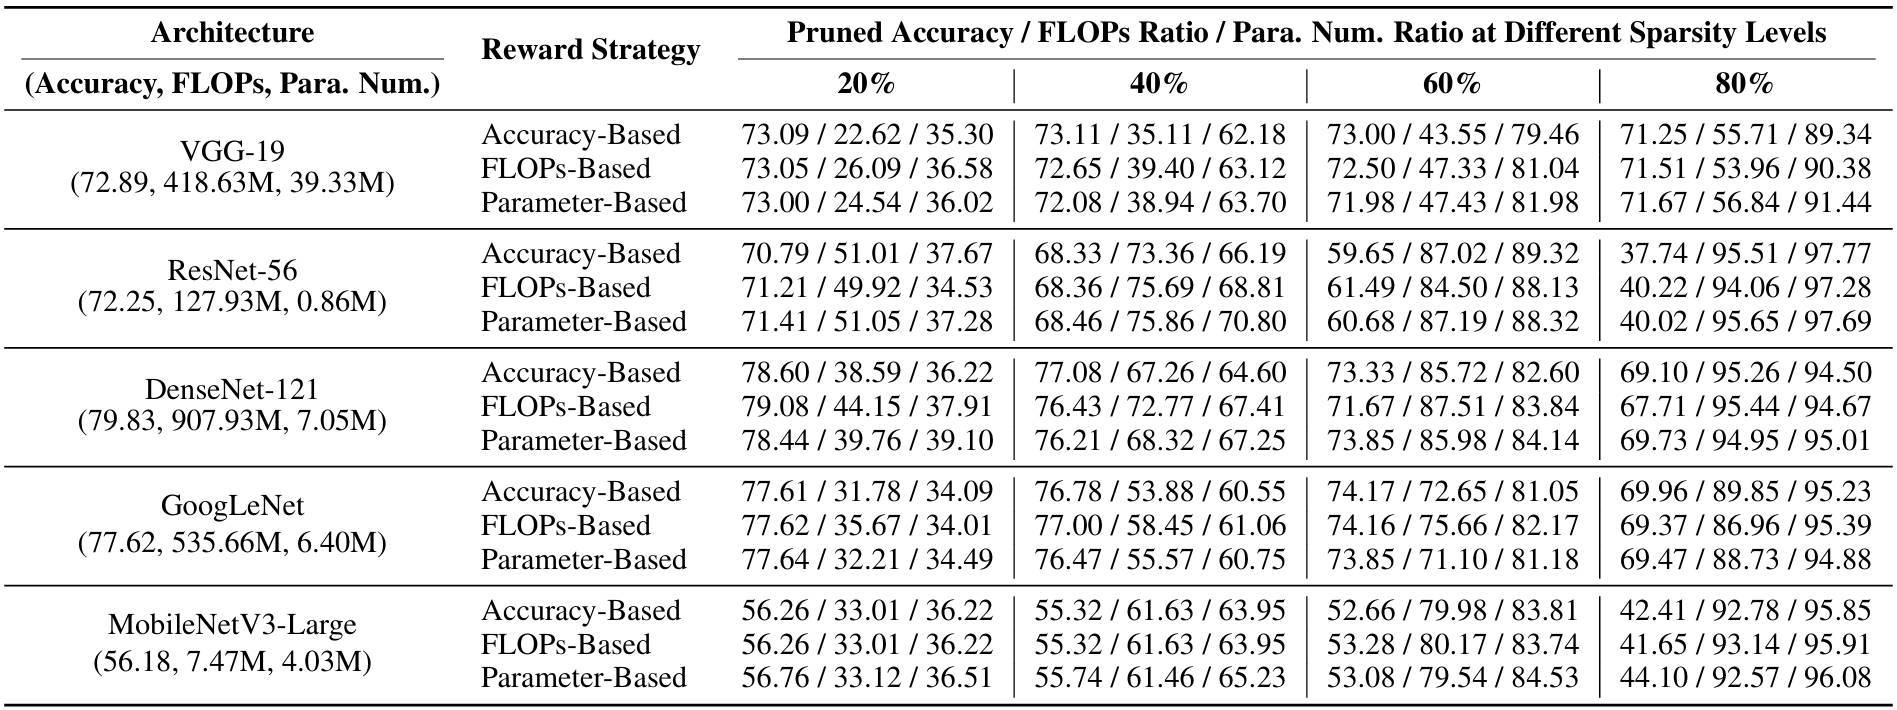 Architecture Reward Strategy Pruned Accuracy / FLOPs Ratio / Para. Num. Ratio at Different Sparsity Levels
(Accuracy, FLOPs, Para. Num.) 20% 40% 60% 80%
VGG-19
(72.89, 418.63M, 39.33M)
Accuracy-Based 73.09 / 22.62 / 35.30 73.11 / 35.11 / 62.18 73.00 / 43.55 / 79.46 71.25 / 55.71 / 89.34
FLOPs-Based 73.05 / 26.09 / 36.58 72.65 / 39.40 / 63.12 72.50 / 47.33 / 81.04 71.51 / 53.96 / 90.38
Parameter-Based 73.00 / 24.54 / 36.02 72.08 / 38.94 / 63.70 71.98 / 47.43 / 81.98 71.67 / 56.84 / 91.44
ResNet-56
(72.25, 127.93M, 0.86M)
Accuracy-Based 70.79 / 51.01 / 37.67 68.33 / 73.36 / 66.19 59.65 / 87.02 / 89.32 37.74 / 95.51 / 97.77
FLOPs-Based 71.21 / 49.92 / 34.53 68.36 / 75.69 / 68.81 61.49 / 84.50 / 88.13 40.22 / 94.06 / 97.28
Parameter-Based 71.41 / 51.05 / 37.28 68.46 / 75.86 / 70.80 60.68 / 87.19 / 88.32 40.02 / 95.65 / 97.69
DenseNet-121
(79.83, 907.93M, 7.05M)
Accuracy-Based 78.60 / 38.59 / 36.22 77.08 / 67.26 / 64.60 73.33 / 85.72 / 82.60 69.10 / 95.26 / 94.50
FLOPs-Based 79.08 / 44.15 / 37.91 76.43 / 72.77 / 67.41 71.67 / 87.51 / 83.84 67.71 / 95.44 / 94.67
Parameter-Based 78.44 / 39.76 / 39.10 76.21 / 68.32 / 67.25 73.85 / 85.98 / 84.14 69.73 / 94.95 / 95.01
GoogLeNet
(77.62, 535.66M, 6.40M)
Accuracy-Based 77.61 / 31.78 / 34.09 76.78 / 53.88 / 60.55 74.17 / 72.65 / 81.05 69.96 / 89.85 / 95.23
FLOPs-Based 77.62 / 35.67 / 34.01 77.00 / 58.45 / 61.06 74.16 / 75.66 / 82.17 69.37 / 86.96 / 95.39
Parameter-Based 77.64 / 32.21 / 34.49 76.47 / 55.57 / 60.75 73.85 / 71.10 / 81.18 69.47 / 88.73 / 94.88
MobileNetV3-Large
(56.18, 7.47M, 4.03M)
Accuracy-Based 56.26 / 33.01 / 36.22 55.32 / 61.63 / 63.95 52.66 / 79.98 / 83.81 42.41 / 92.78 / 95.85
FLOPs-Based 56.26 / 33.01 / 36.22 55.32 / 61.63 / 63.95 53.28 / 80.17 / 83.74 41.65 / 93.14 / 95.91
Parameter-Based 56.76 / 33.12 / 36.51 55.74 / 61.46 / 65.23 53.08 / 79.54 / 84.53 44.10 / 92.57 / 96.08